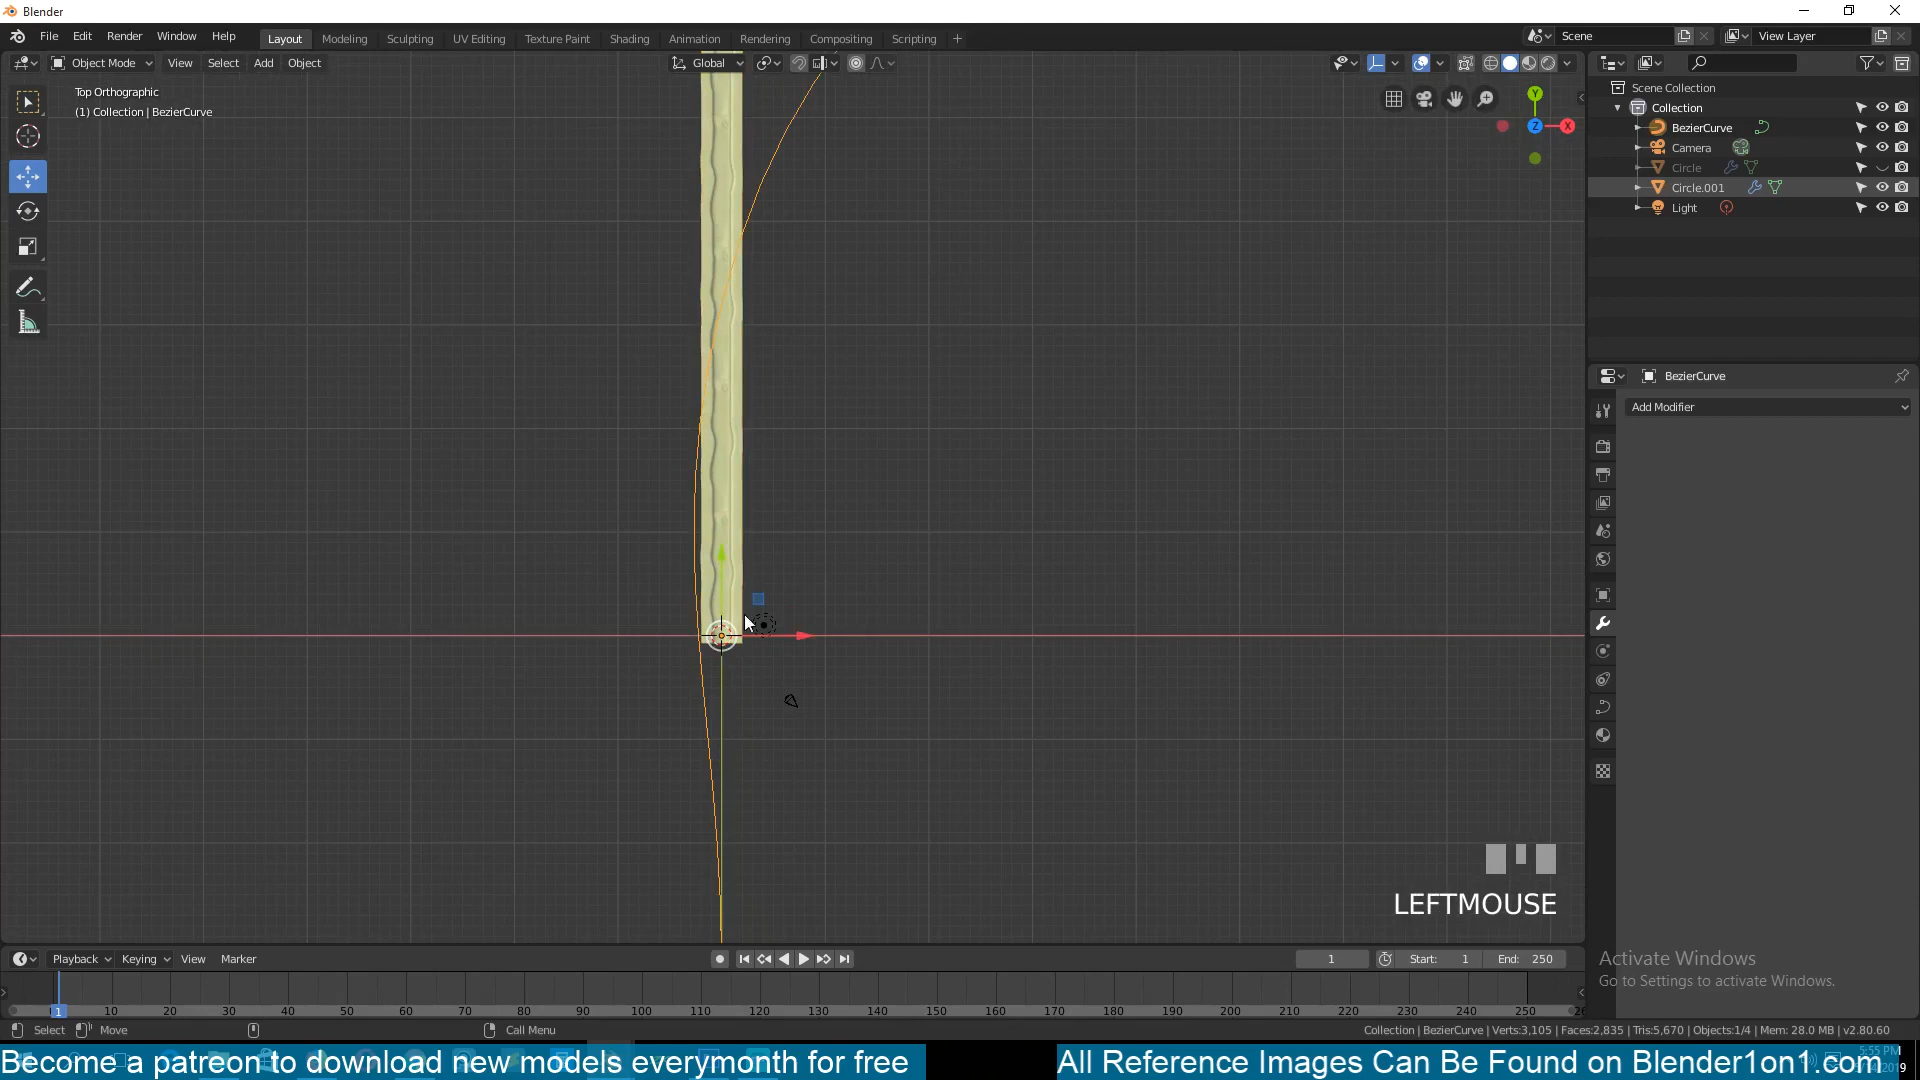 Blender
File Edit Render Window Help Layout Modeling Sculpting UV Editing Texture Paint Shading Animation Rendering Compositing Scripting + Scene View Layer
Object Mode View Select Add Object Global
Top Orthographic
(1) Collection | BezierCurve
Y
Z
X
Scene Collection
Collection
BezierCurve
Camera
Circle
Circle.001
Light
BezierCurve
Add Modifier
LEFTMOUSE
Playback Keying View Marker 1 Start: 1 End: 250
1 10 20 30 40 50 60 70 80 90 100 110 120 130 140 150 160 170 180 190 200 210 220 230 240 250
Activate Windows
Go to Settings to activate Windows.
Select Move Call Menu Collection | BezierCurve | Verts:3,105 | Faces:2,835 | Tris:5,670 | Objects:1/4 | Mem: 28.0 MB | v2.80.60
Become a patreon to download new models everymonth for free
All Reference Images Can Be Found on Blender1on1.com
5:55 PM